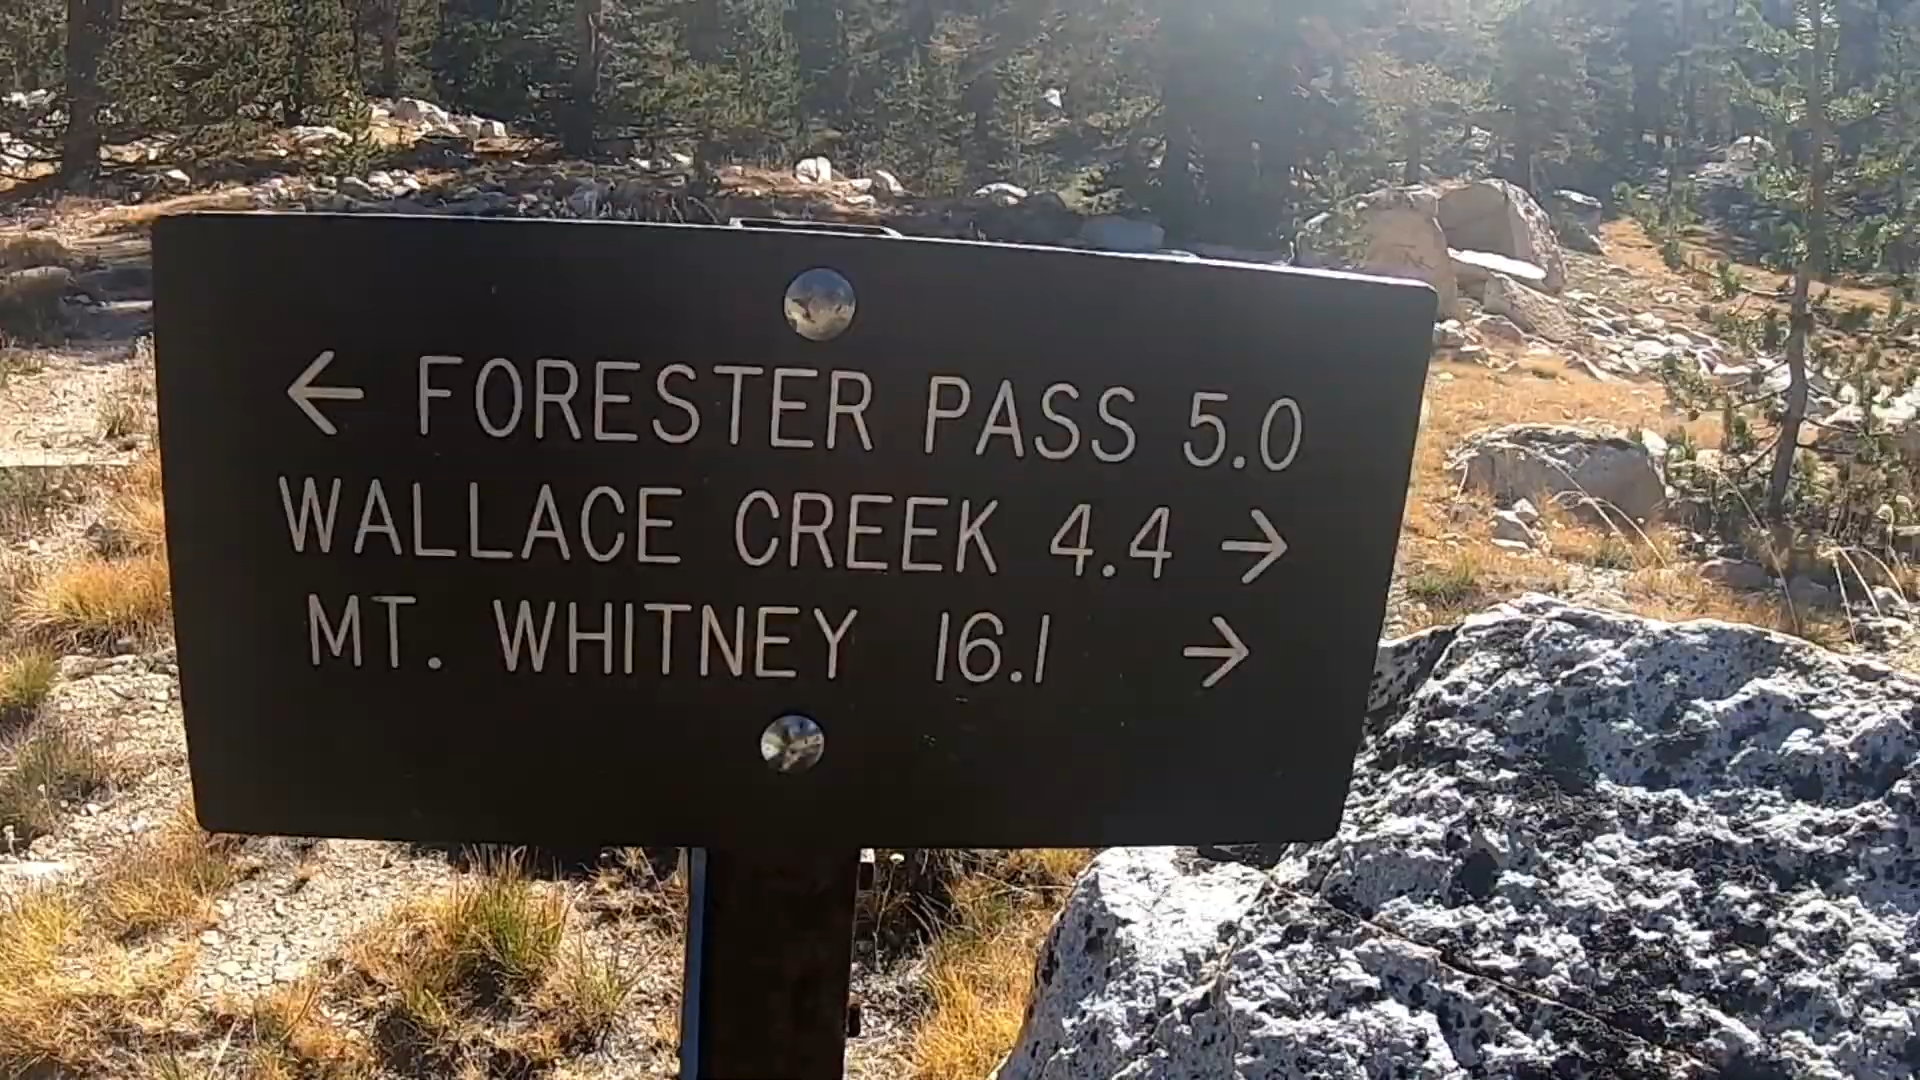 ← FORESTER PASS 5.0
WALLACE CREEK 4.4 →
MT. WHITNEY 16.1 →